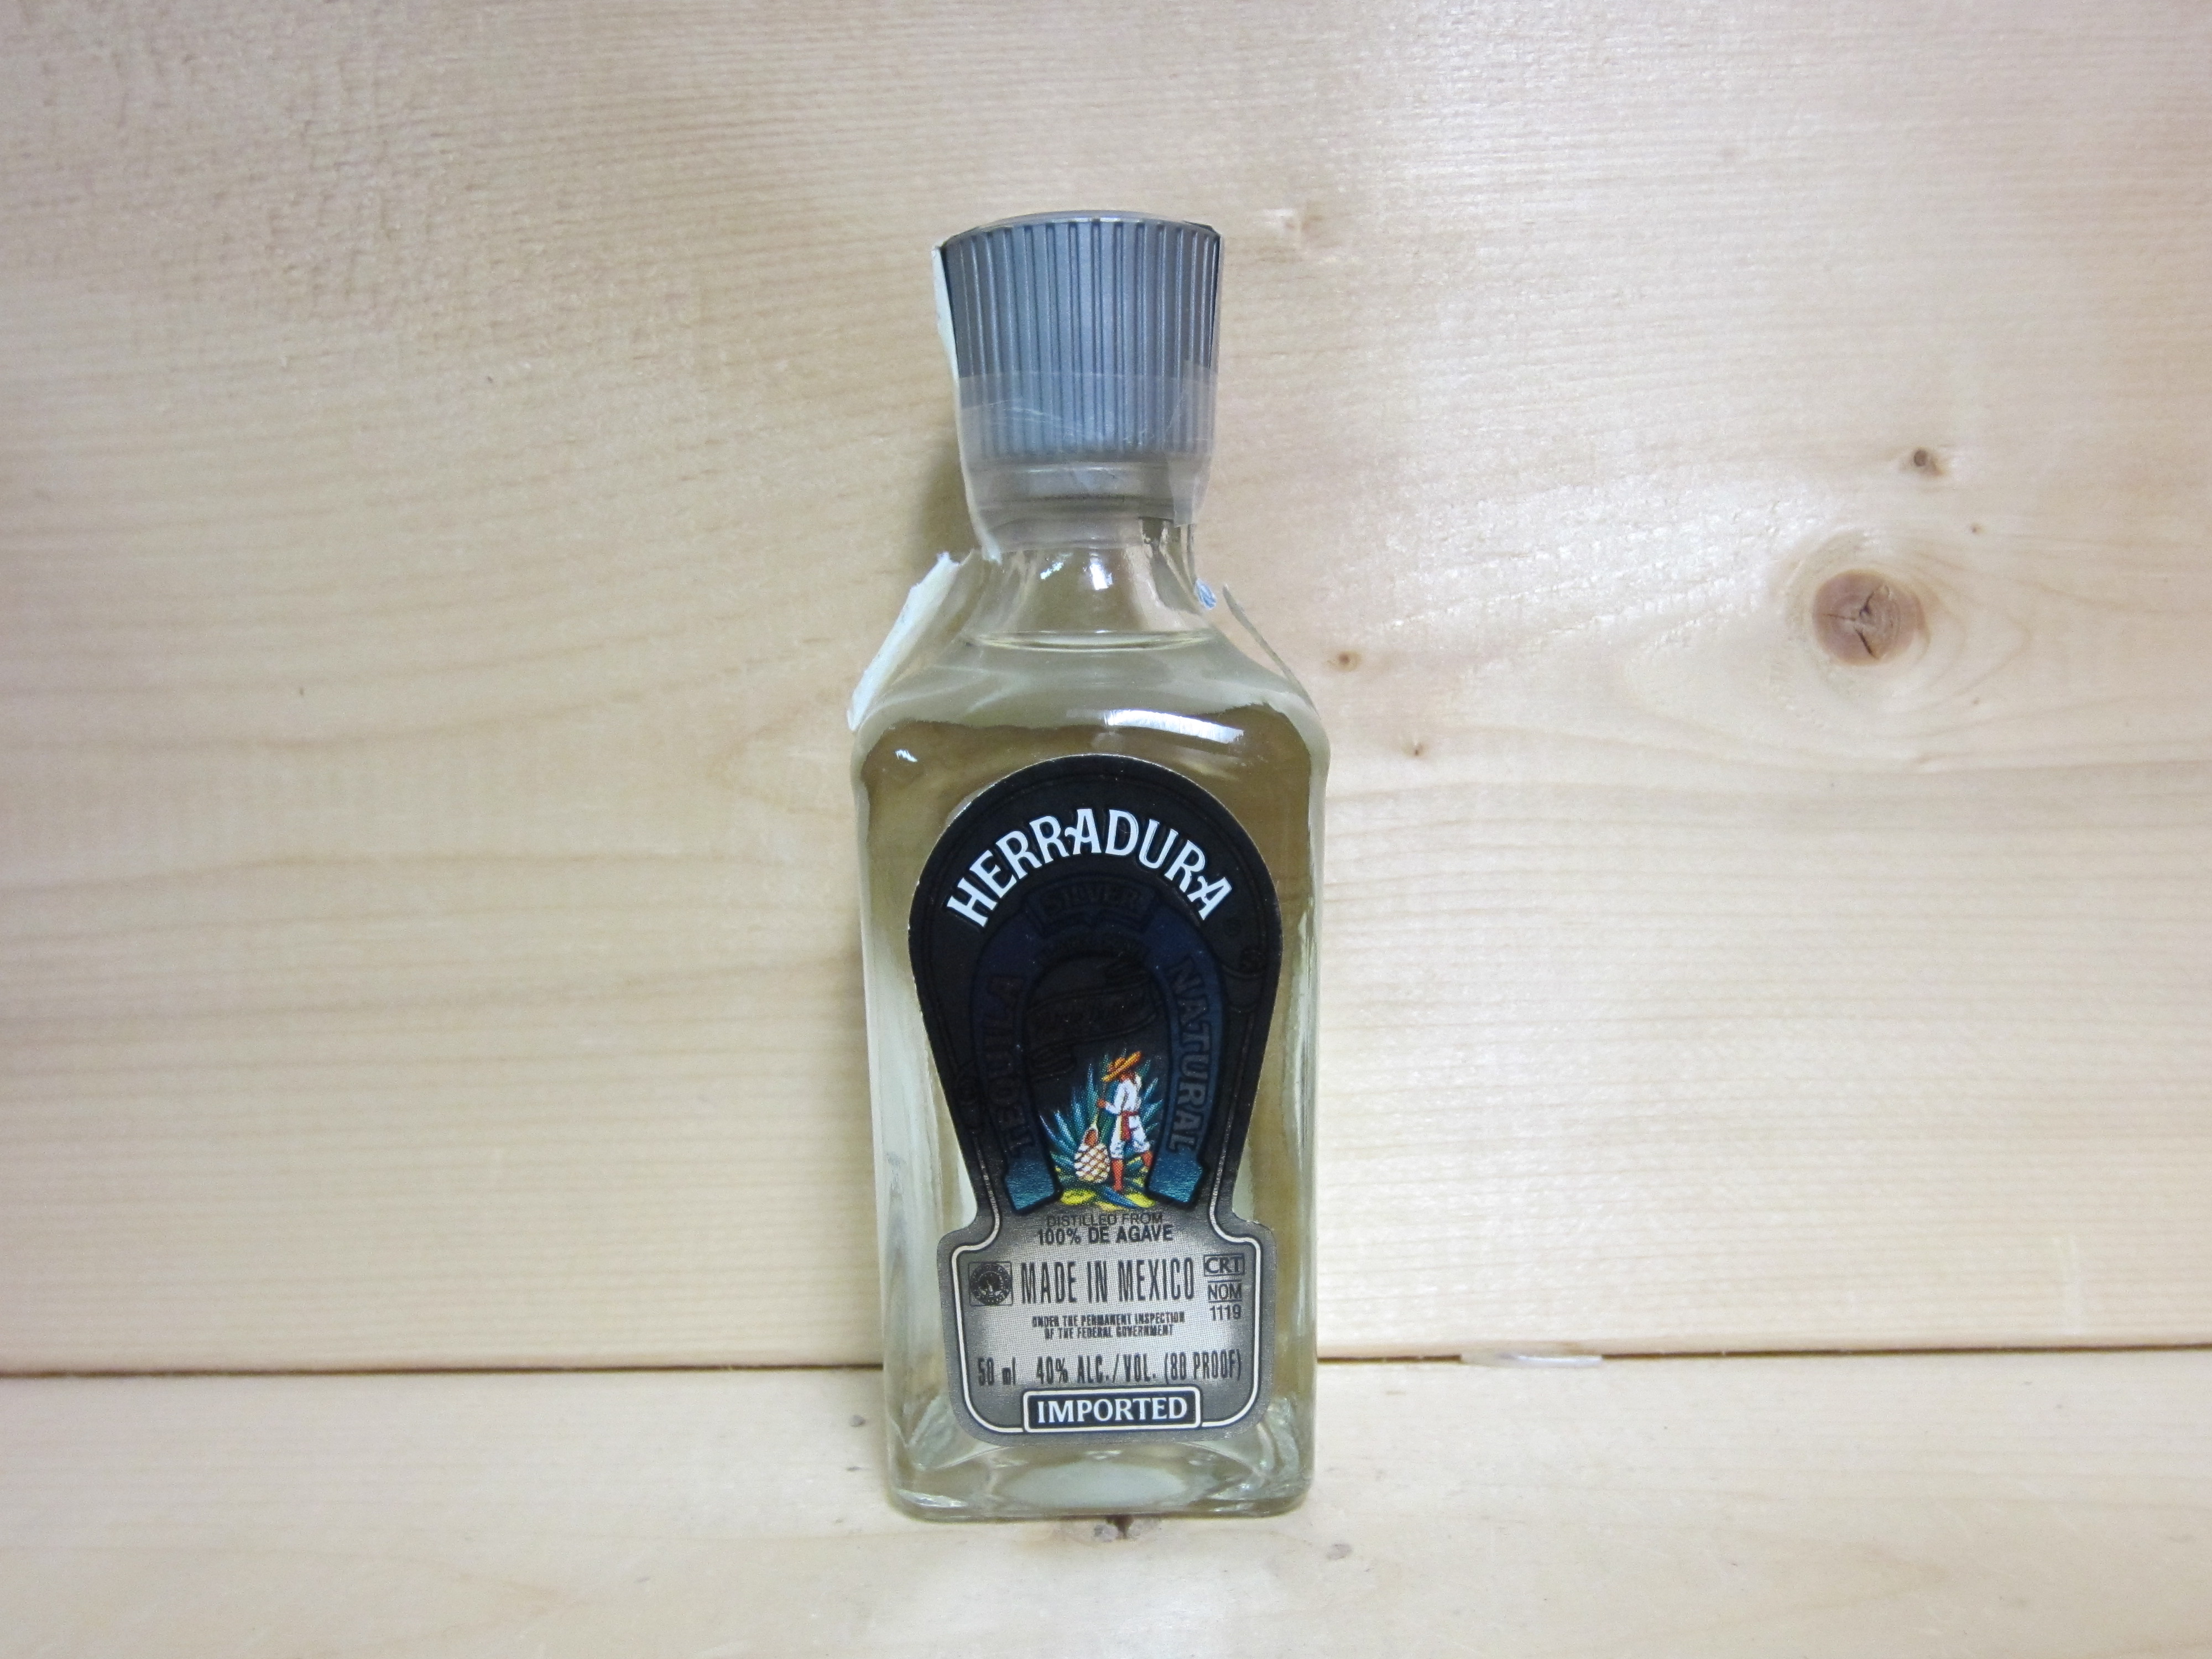 HERRADURA
SILVER
TEQUILA
NATURAL
DISTILLED FROM
100% DE AGAVE
MADE IN MEXICO
CRT
NOM
1119
UNDER THE PERMANENT INSPECTION
OF THE FEDERAL GOVERNMENT
50 ml 40% ALC./VOL. (80 PROOF)
IMPORTED